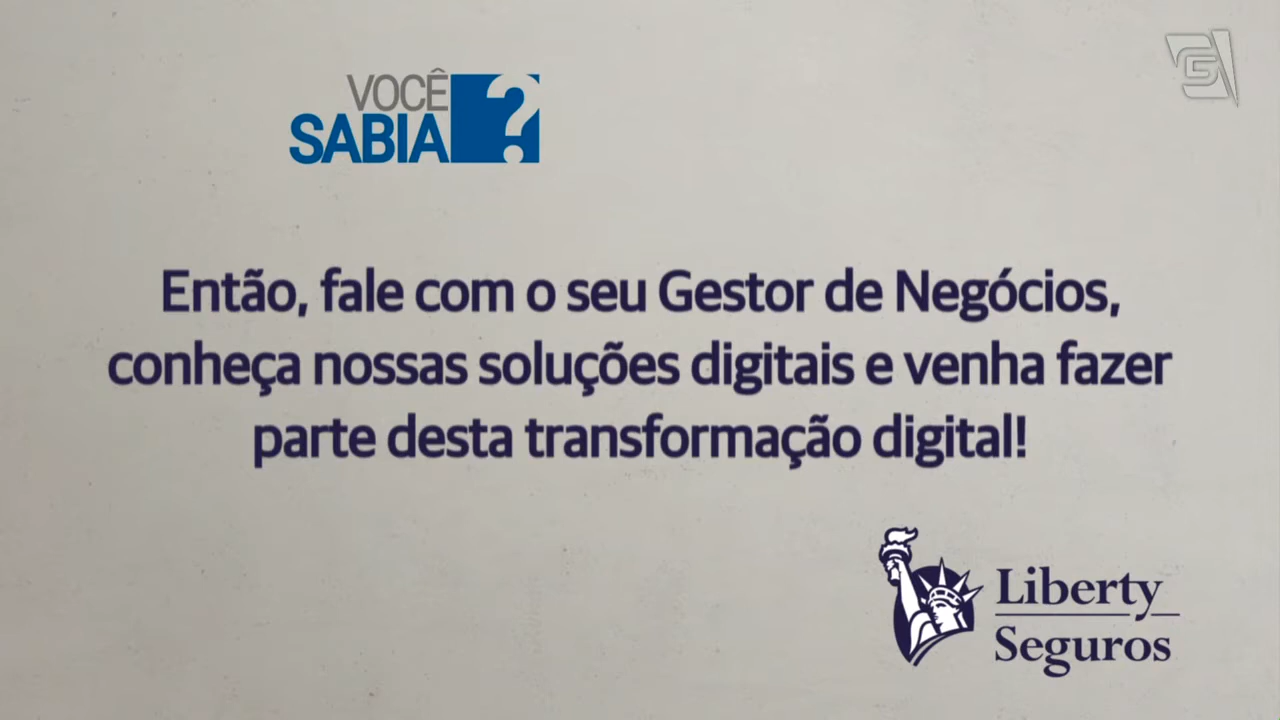 VOCÊ
SABIA?
Então, fale com o seu Gestor de Negócios,
conheça nossas soluções digitais e venha fazer
parte desta transformação digital!
Liberty
Seguros